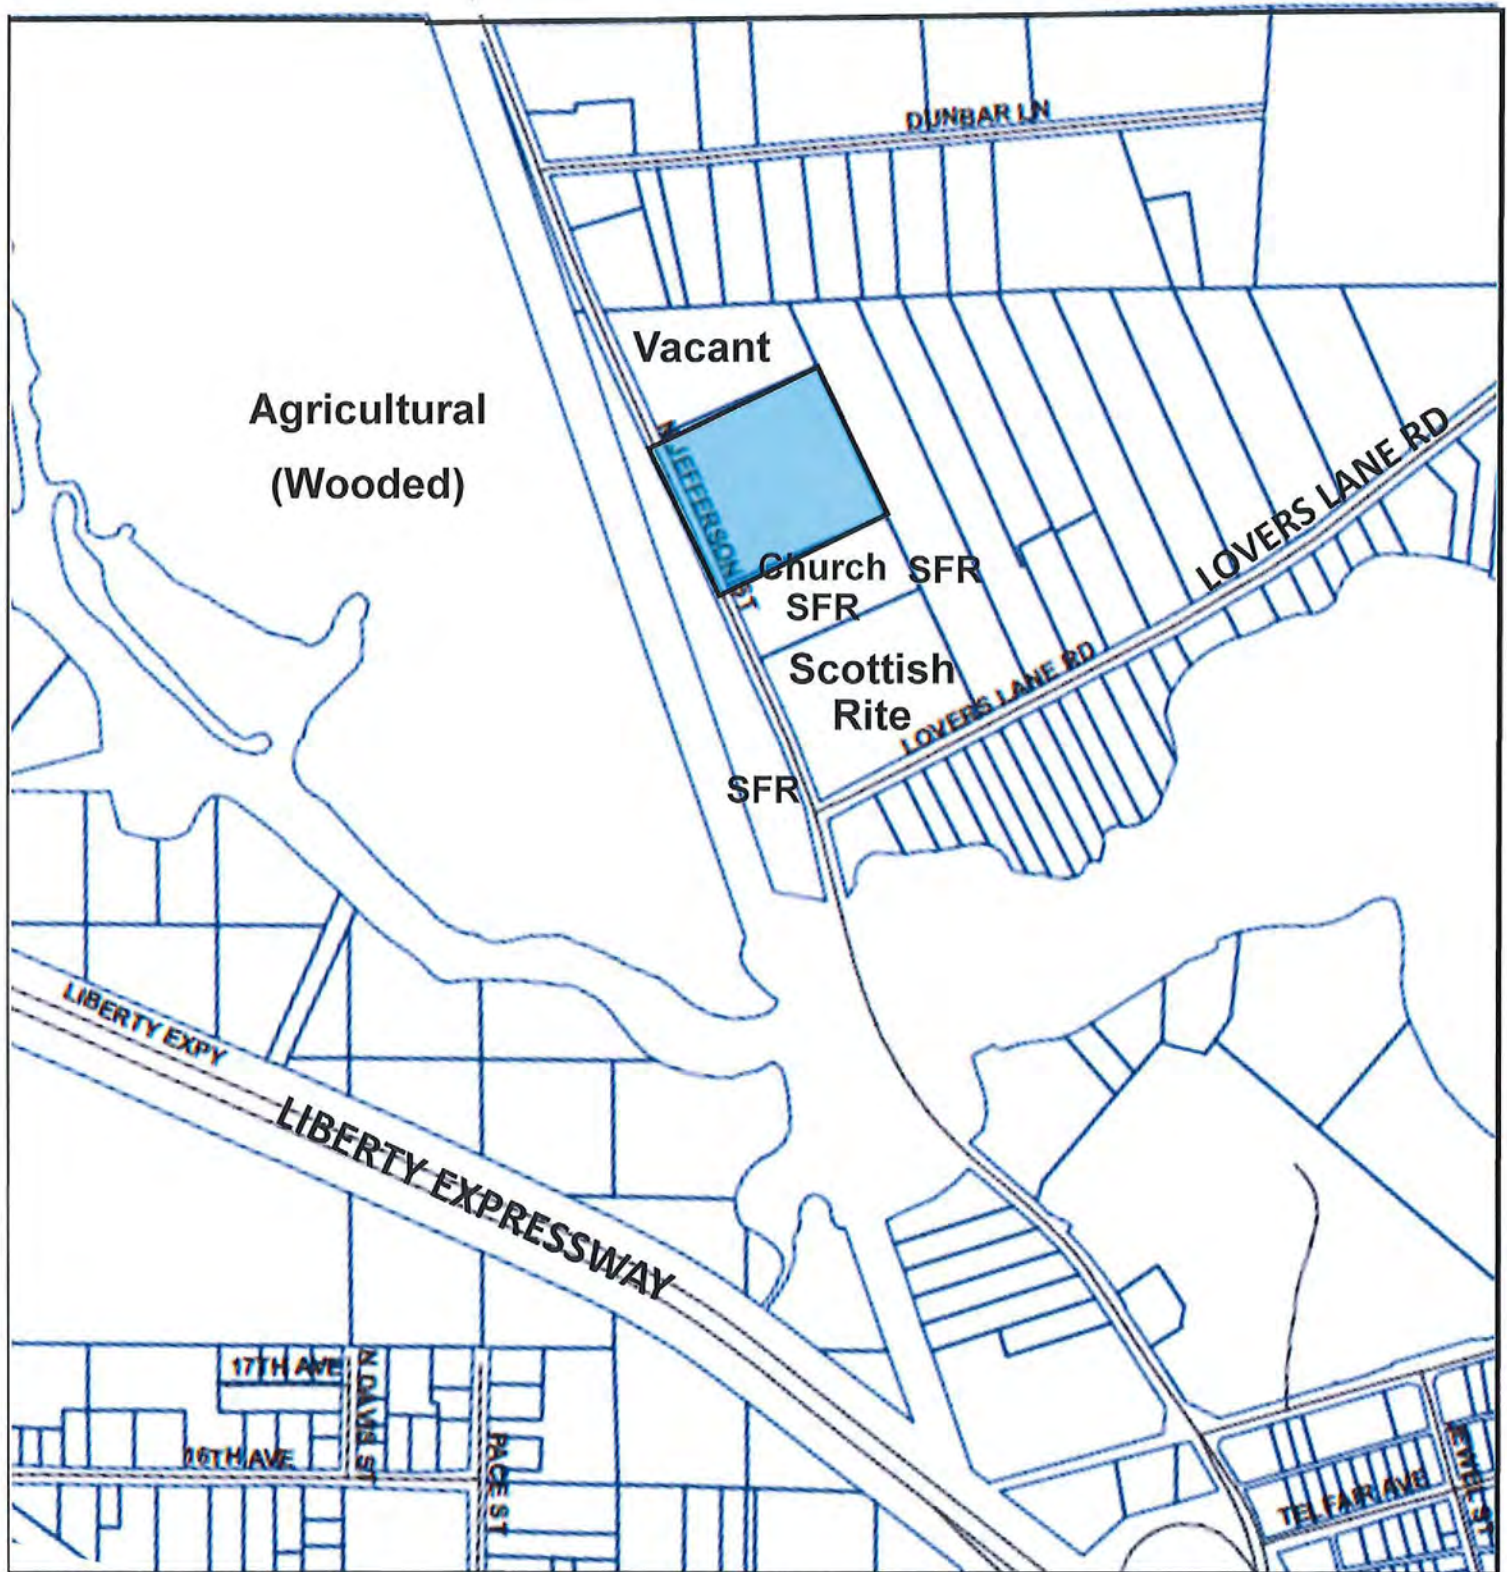 DUNBAR LN
Vacant
Agricultural
(Wooded)
N JEFFERSON ST
LOVERS LANE RD
Church SFR
SFR
Scottish
Rite
LOVERS LANE RD
SFR
LIBERTY EXPY
LIBERTY EXPRESSWAY
17TH AVE
N DAVIS ST
16TH AVE
PACE ST
TELFAIR AVE
JEWEL ST